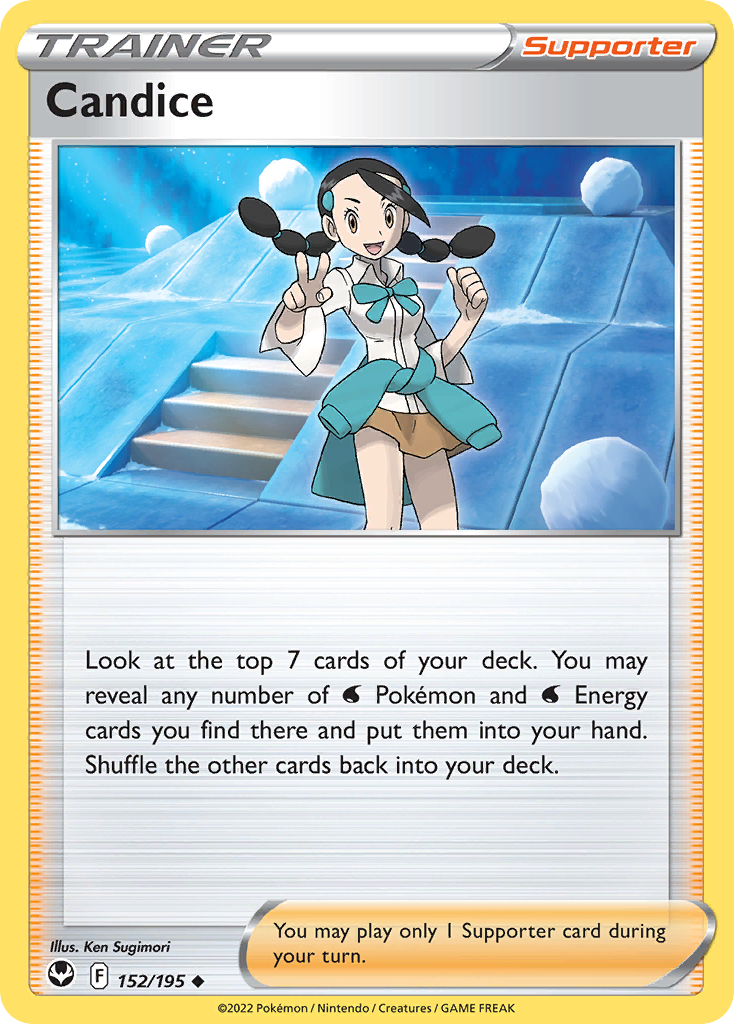 TRAINER
Supporter
Candice
Look at the top 7 cards of your deck. You may
reveal any number of Pokémon and Energy
cards you find there and put them into your hand.
Shuffle the other cards back into your deck.
You may play only 1 Supporter card during
your turn.
Illus. Ken Sugimori
F 152/195
©2022 Pokémon / Nintendo / Creatures / GAME FREAK